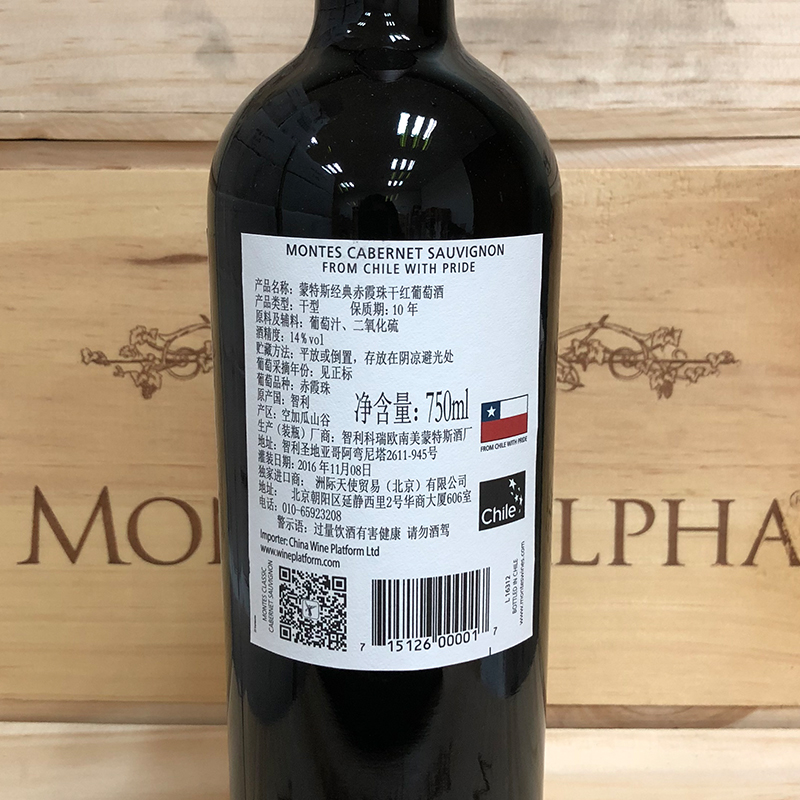 MONTES CABERNET SAUVIGNON
FROM CHILE WITH PRIDE
产品名称：蒙特斯经典赤霞珠干红葡萄酒
产品类型：干型 保质期：10 年
原料及辅料：葡萄汁、二氧化硫
酒精度：14%vol
贮藏方法：平放或倒置，存放在阴凉避光处
葡萄采摘年份：见正标
葡萄品种：赤霞珠
原产国：智利
净含量：750ml
产区：空加瓜山谷
生产（装瓶）厂商：智利科瑞欧南美蒙特斯酒厂
地址：智利圣地亚哥阿弯尼塔2611-945号
灌装日期：2016 年11月08日
独家进口商：洲际天使贸易（北京）有限公司
地址：北京朝阳区延静西里2号华商大厦606室
电话：010-65923208
警示语：过量饮酒有害健康 请勿酒驾
Importer: China Wine Platform Ltd
www.wineplatform.com
FROM CHILE WITH PRIDE
Chile
MONTES CLASSIC
CABERNET SAUVIGNON
7 15126 00001 7
L 16312
BOTTLED IN CHILE
www.monteswines.com
MO
LPHA